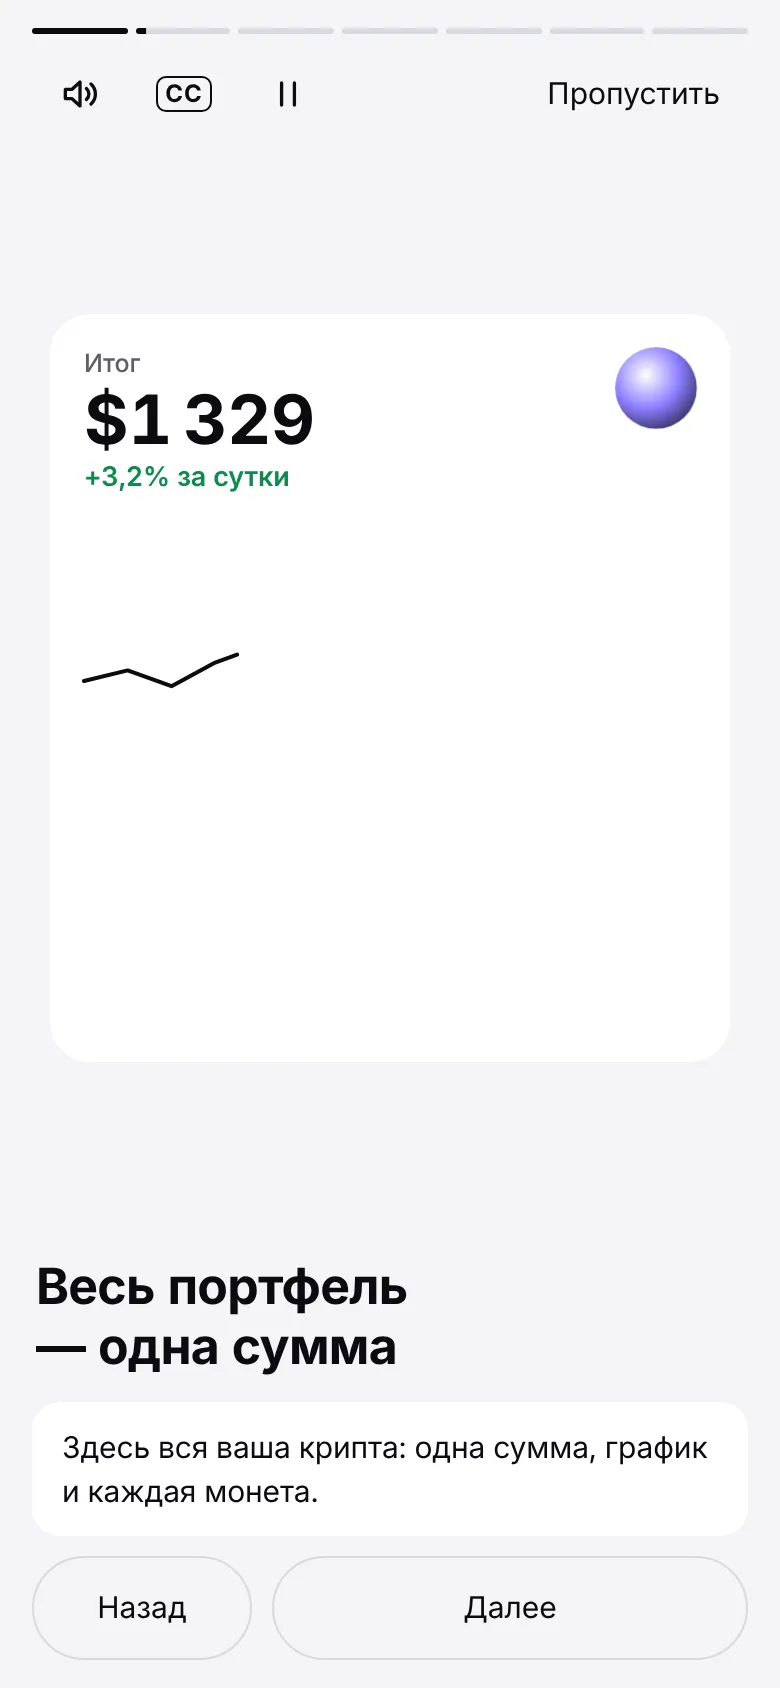 CC
Пропустить
Итог
$1 329
+3,2% за сутки
Весь портфель
— одна сумма
Здесь вся ваша крипта: одна сумма, график
и каждая монета.
Назад
Далее